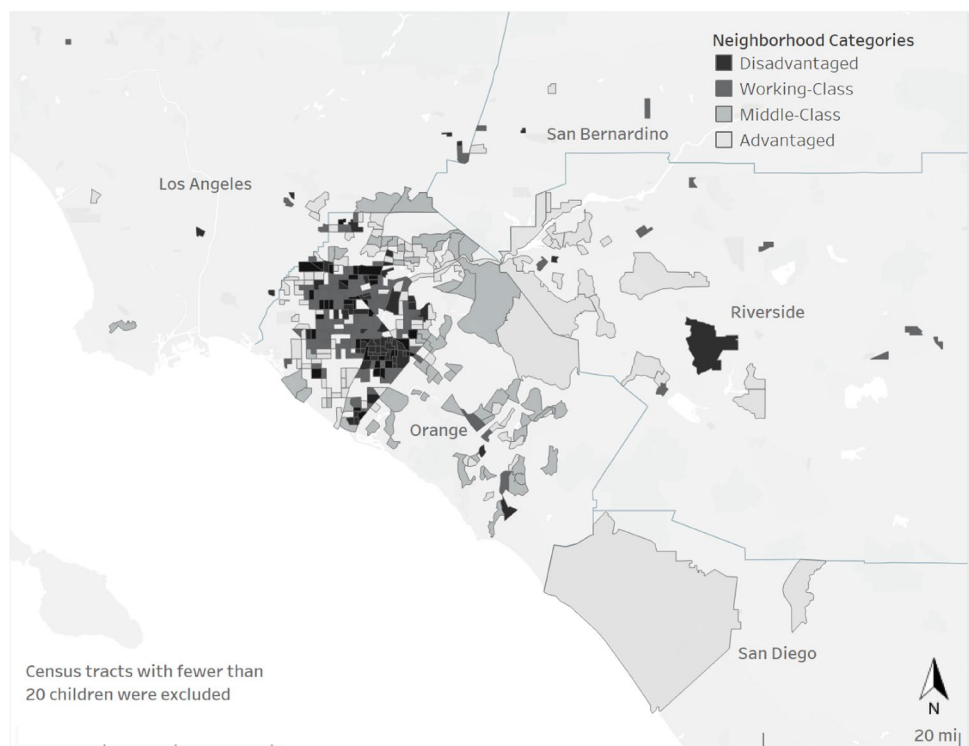 Neighborhood Categories
Disadvantaged
Working-Class
Middle-Class
Advantaged
San Bernardino
Los Angeles
Riverside
Orange
San Diego
Census tracts with fewer than
20 children were excluded
N
20 mi